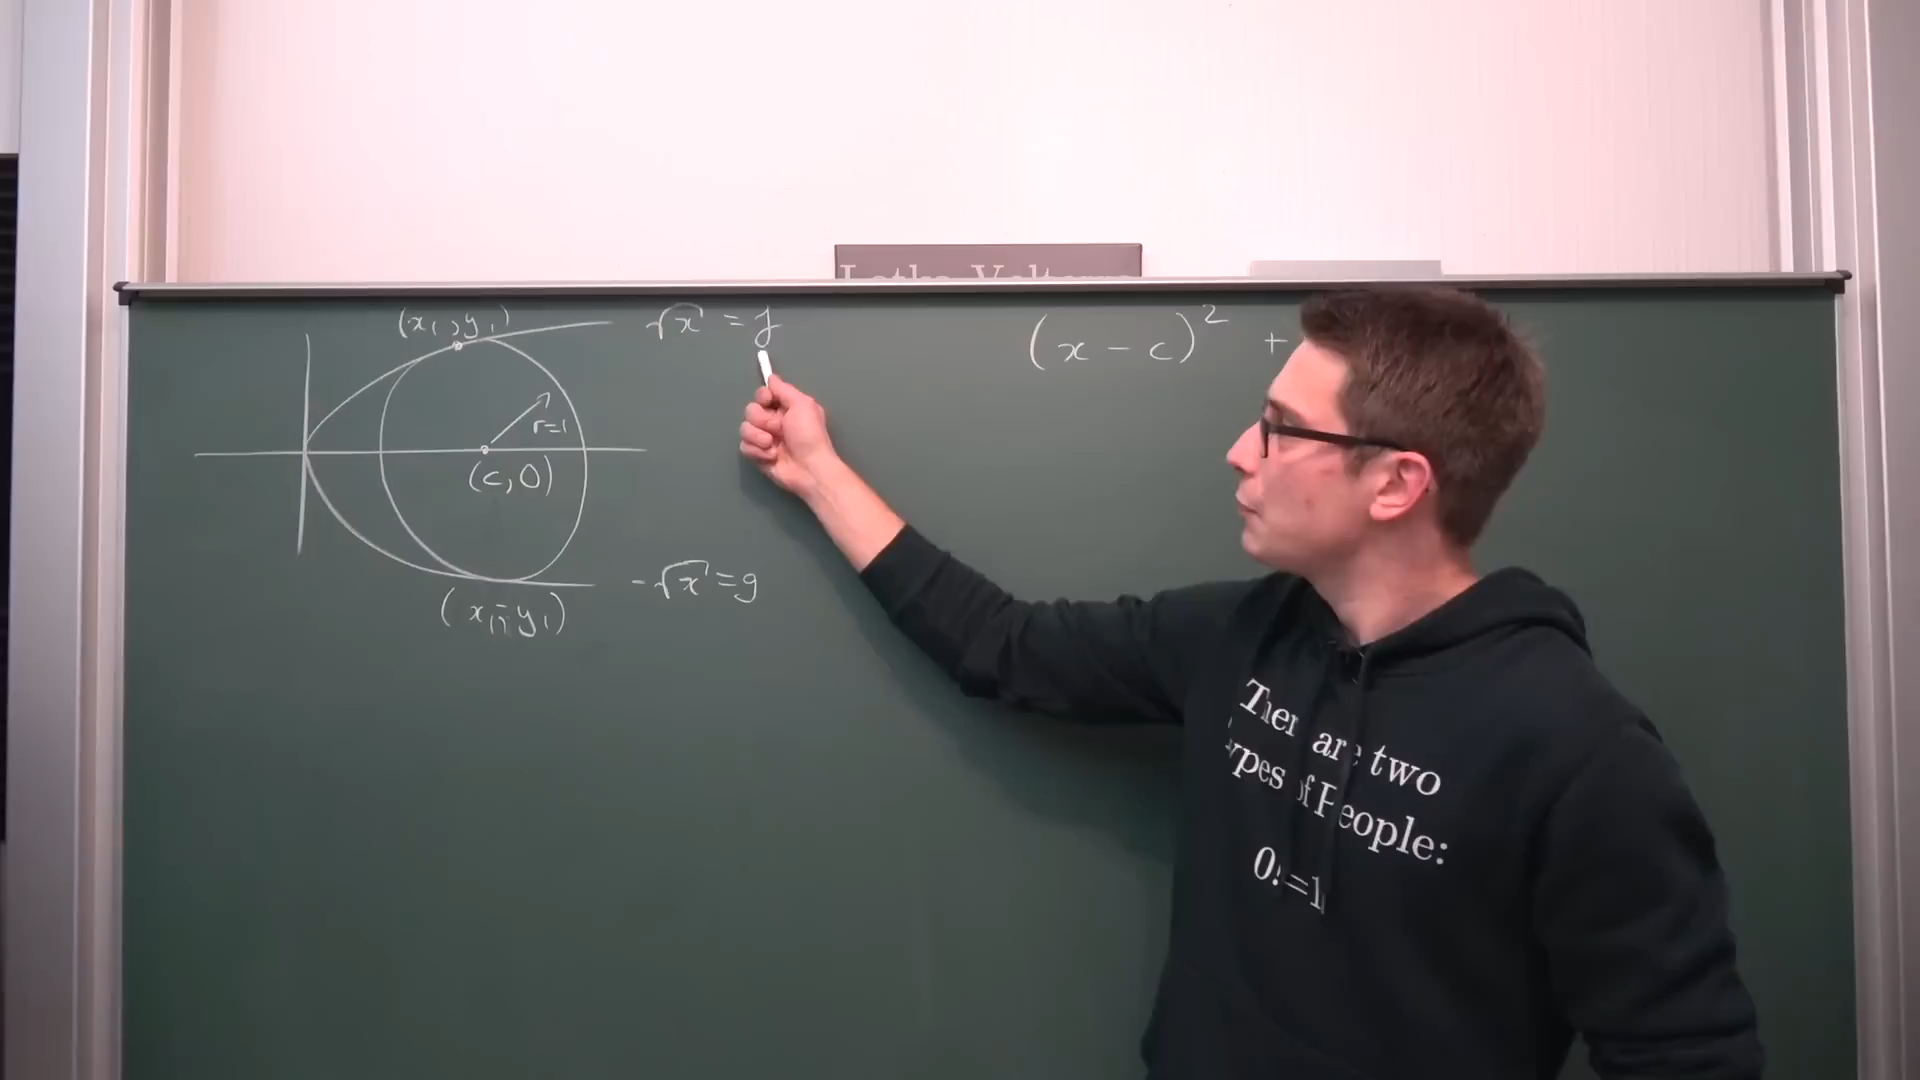 (x₁, y₁)
√x = f
(x - c)² +
r=1
(c, 0)
-√x = g
(x₁, -y₁)
There are two
types of People:
0! = 1